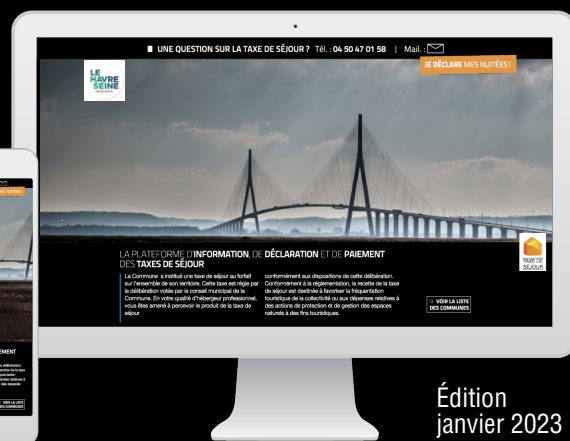 UNE QUESTION SUR LA TAXE DE SÉJOUR ? Tél. : 04 50 47 01 58 | Mail. :
JE DÉCLARE MES NUITÉES !
LE
HAVRE
SEINE
LA PLATEFORME D'INFORMATION, DE DÉCLARATION ET DE PAIEMENT
DES TAXES DE SÉJOUR
La Commune a institué une taxe de séjour au forfait
sur l'ensemble de son territoire. Cette taxe est régie par
la délibération votée par le conseil municipal de la
Commune. En votre qualité d'hébergeur professionnel,
vous êtes amené à percevoir le produit de la taxe de
séjour
conformément aux dispositions de cette délibération.
Conformément à la réglementation, la recette de la taxe
de séjour est destinée à favoriser la fréquentation
touristique de la collectivité ou aux dépenses relatives à
des actions de protection et de gestion des espaces
naturels à des fins touristiques.
TAXE DE
SÉJOUR
VOIR LA LISTE
DES COMMUNES
Édition
janvier 2023